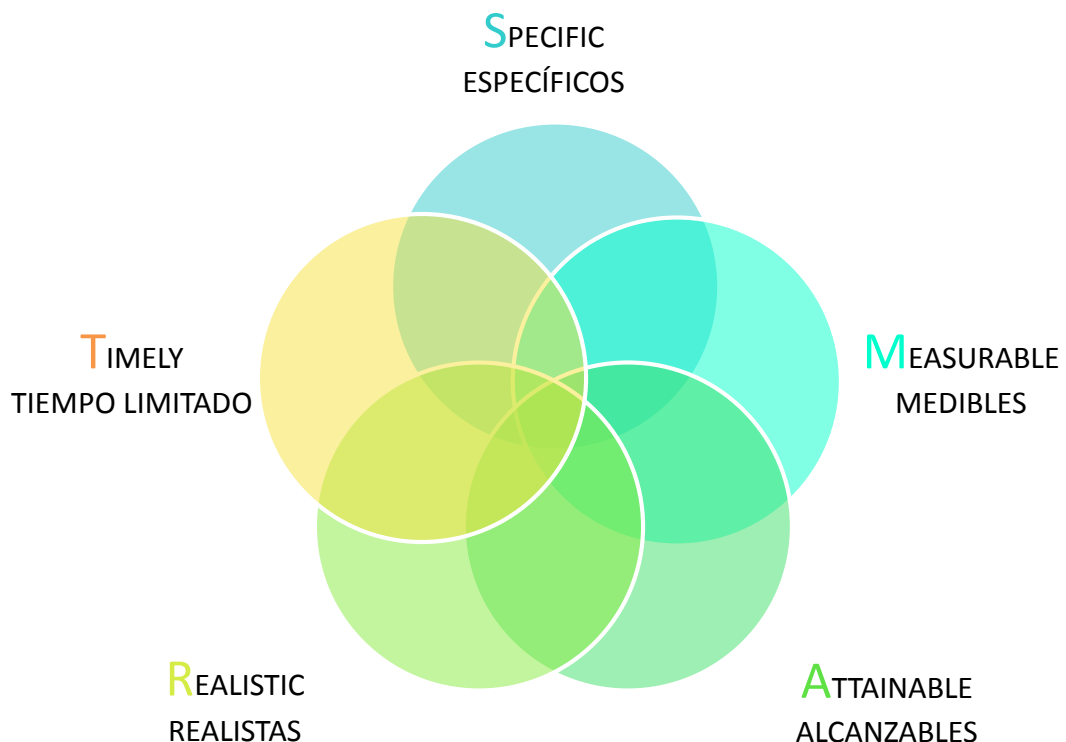 SPECIFIC
ESPECÍFICOS
MEASURABLE
MEDIBLES
ATTAINABLE
ALCANZABLES
REALISTIC
REALISTAS
TIMELY
TIEMPO LIMITADO